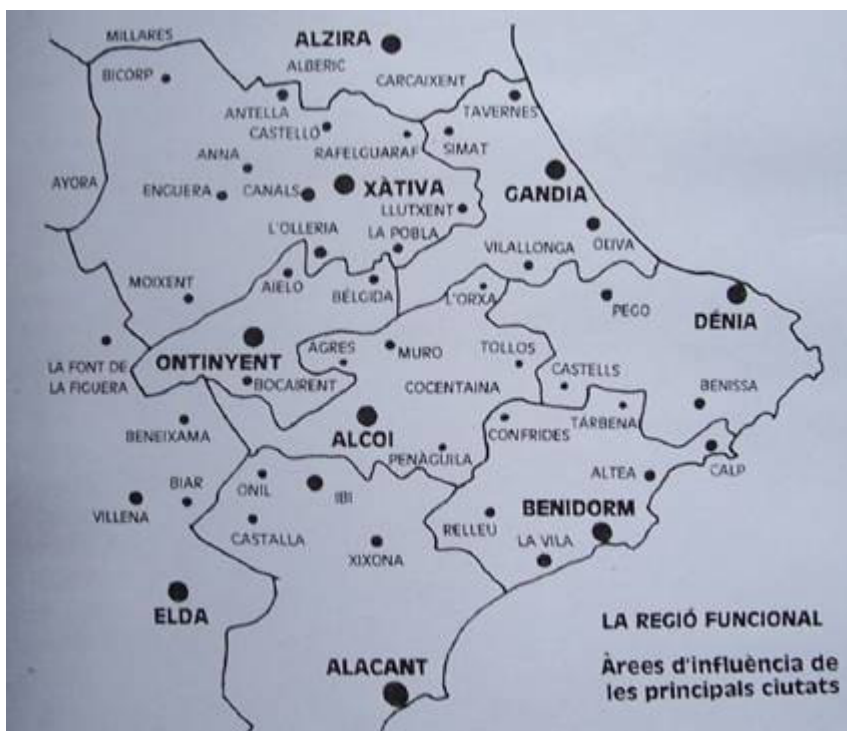 MILLARES
ALZIRA
BICORP
ALBERIC
CARCAIXENT
ANTELLA
TAVERNES
CASTELLÓ
SIMAT
ANNA
RAFELGUARAF
AYORA
ENGUERA
CANALS
XÀTIVA
GANDIA
LLUTXENT
L'OLLERIA
LA POBLA
OLIVA
VILALLONGA
MOIXENT
AIELO
BÈLGIDA
L'ORXA
PEGO
DÉNIA
LA FONT DE
LA FIGUERA
ONTINYENT
AGRES
MURO
TOLLOS
BOCAIRENT
COCENTAINA
CASTELLS
BENISSA
BENEIXAMA
ALCOI
CONFRIDES
TÀRBENA
PENÀGUILA
CALP
ALTEA
BIAR
ONIL
IBI
VILLENA
BENIDORM
CASTALLA
RELLEU
XIXONA
LA VILA
ELDA
LA REGIÓ FUNCIONAL
ALACANT
Àrees d'influència de
les principals ciutats